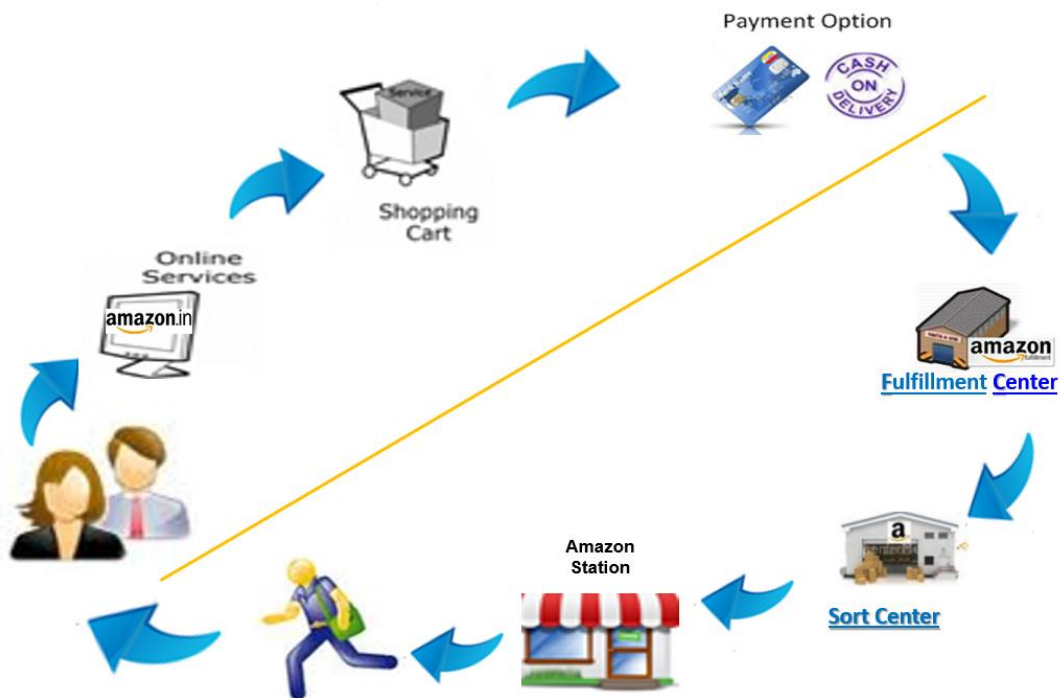 Payment Option
CASH
ON
DELIVERY
Service
Shopping
Cart
Online
Services
amazon.in
amazon
fulfillment
Fulfillment Center
a
Amazon
Station
Sort Center